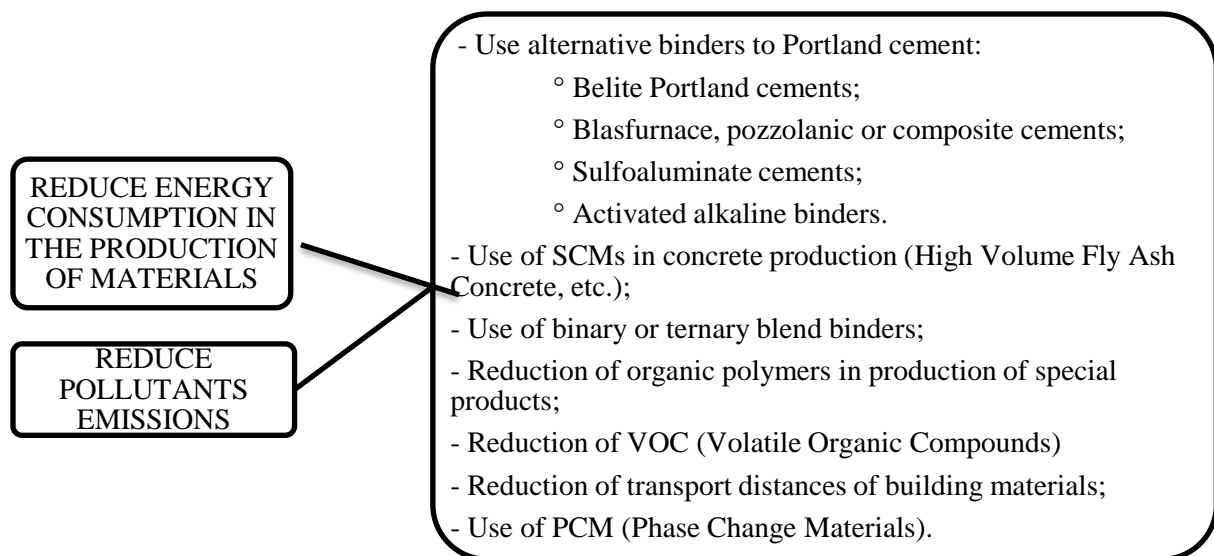 REDUCE ENERGY
CONSUMPTION IN
THE PRODUCTION
OF MATERIALS
REDUCE
POLLUTANTS
EMISSIONS
- Use alternative binders to Portland cement:
° Belite Portland cements;
° Blasfurnace, pozzolanic or composite cements;
° Sulfoaluminate cements;
° Activated alkaline binders.
- Use of SCMs in concrete production (High Volume Fly Ash
Concrete, etc.);
- Use of binary or ternary blend binders;
- Reduction of organic polymers in production of special
products;
- Reduction of VOC (Volatile Organic Compounds)
- Reduction of transport distances of building materials;
- Use of PCM (Phase Change Materials).